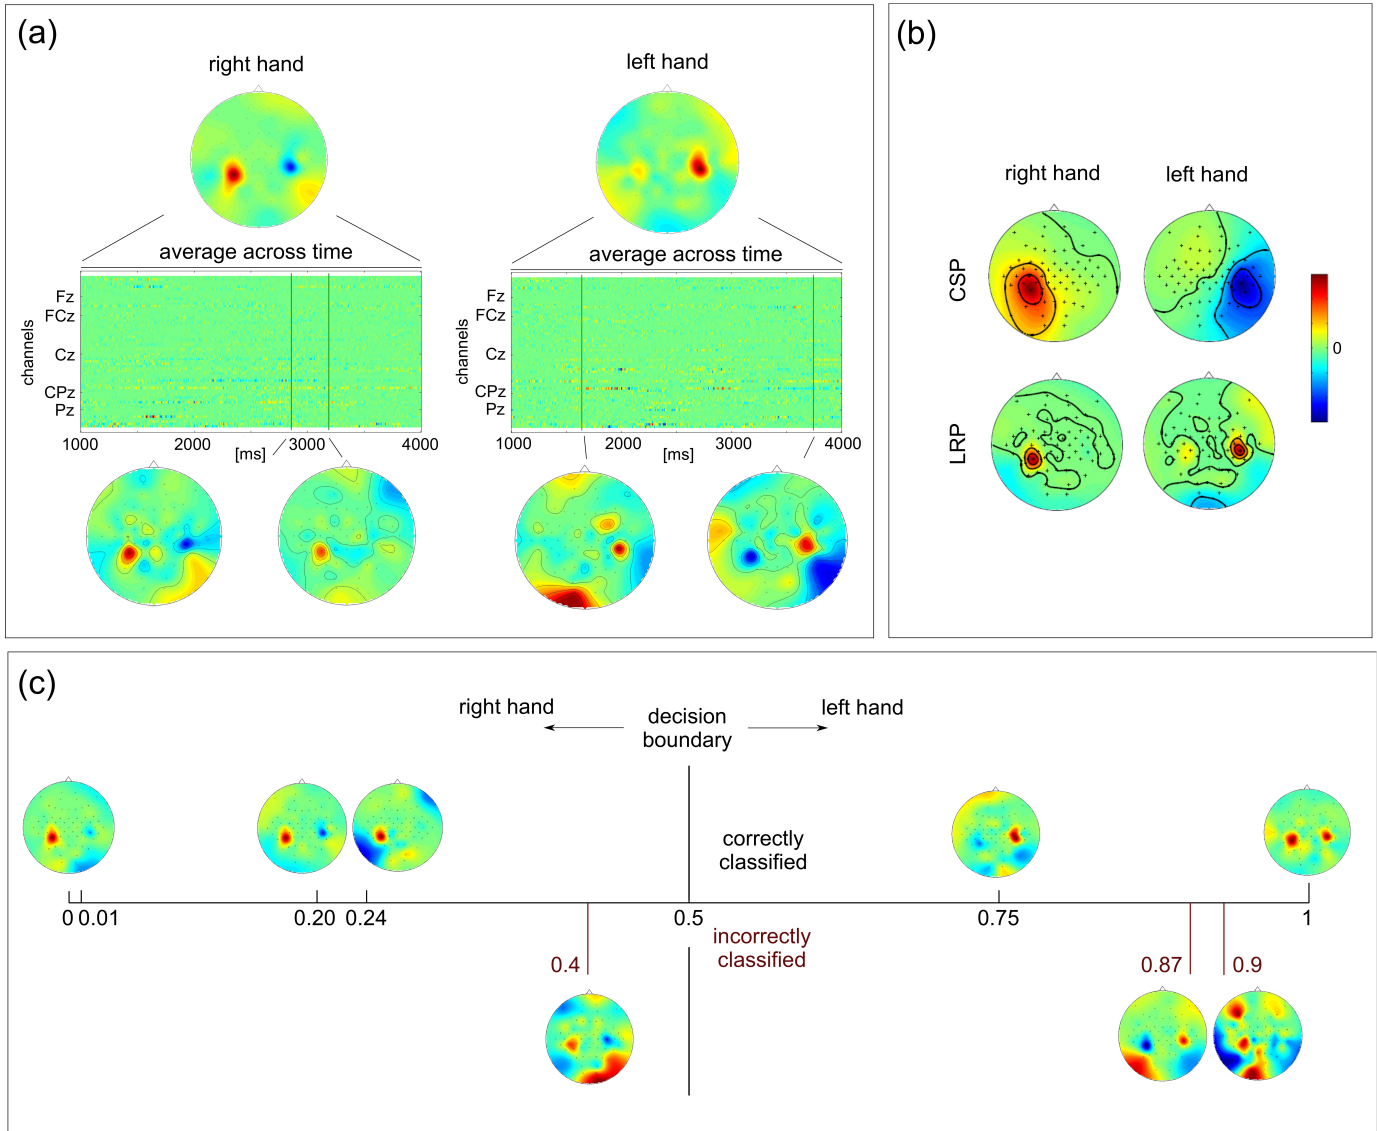 (a)
right hand
left hand
average across time
average across time
channels
Fz
FCz
Cz
CPz
Pz
1000
2000
3000
4000
[ms]
channels
Fz
FCz
Cz
CPz
Pz
1000
2000
3000
4000
[ms]
(b)
right hand
left hand
CSP
LRP
0
(c)
right hand
decision
boundary
left hand
correctly
classified
0
0.01
0.20
0.24
0.5
0.75
1
incorrectly
classified
0.4
0.87
0.9